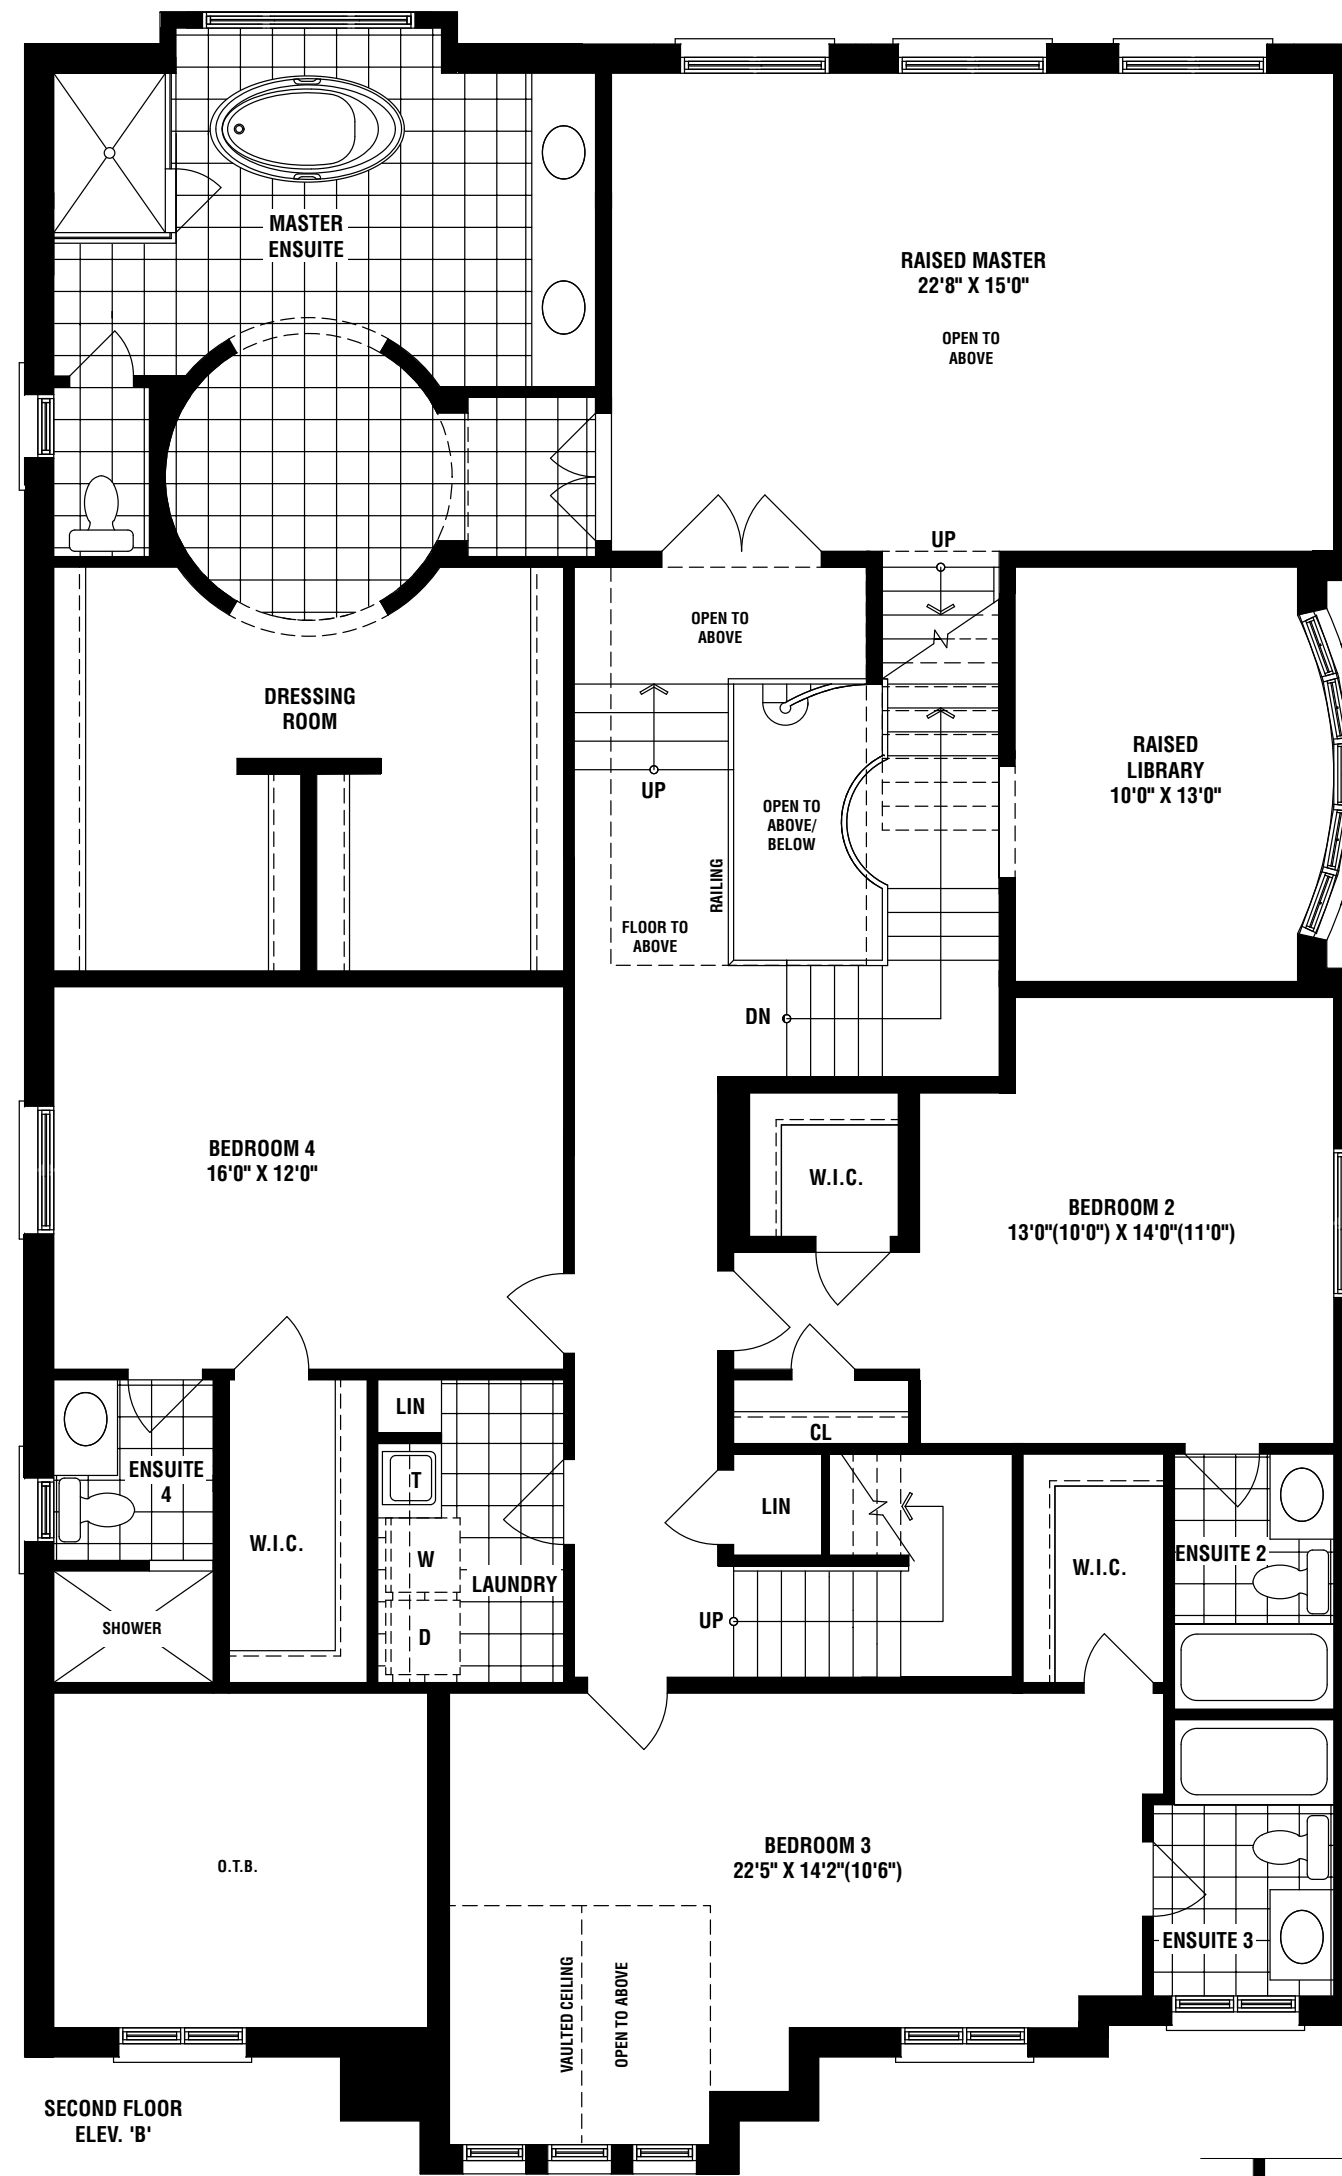 MASTER
ENSUITE
RAISED MASTER
22'8" X 15'0"
OPEN TO
ABOVE
UP
OPEN TO
ABOVE
DRESSING
ROOM
UP
RAISED
LIBRARY
10'0" X 13'0"
OPEN TO
ABOVE/
BELOW
RAILING
FLOOR TO
ABOVE
DN
BEDROOM 4
16'0" X 12'0"
W.I.C.
BEDROOM 2
13'0"(10'0") X 14'0"(11'0")
LIN
CL
ENSUITE
4
T
LIN
W.I.C.
W
LAUNDRY
W.I.C.
ENSUITE 2
SHOWER
D
UP
BEDROOM 3
22'5" X 14'2"(10'6")
O.T.B.
ENSUITE 3
VAULTED CEILING
OPEN TO ABOVE
SECOND FLOOR
ELEV. 'B'